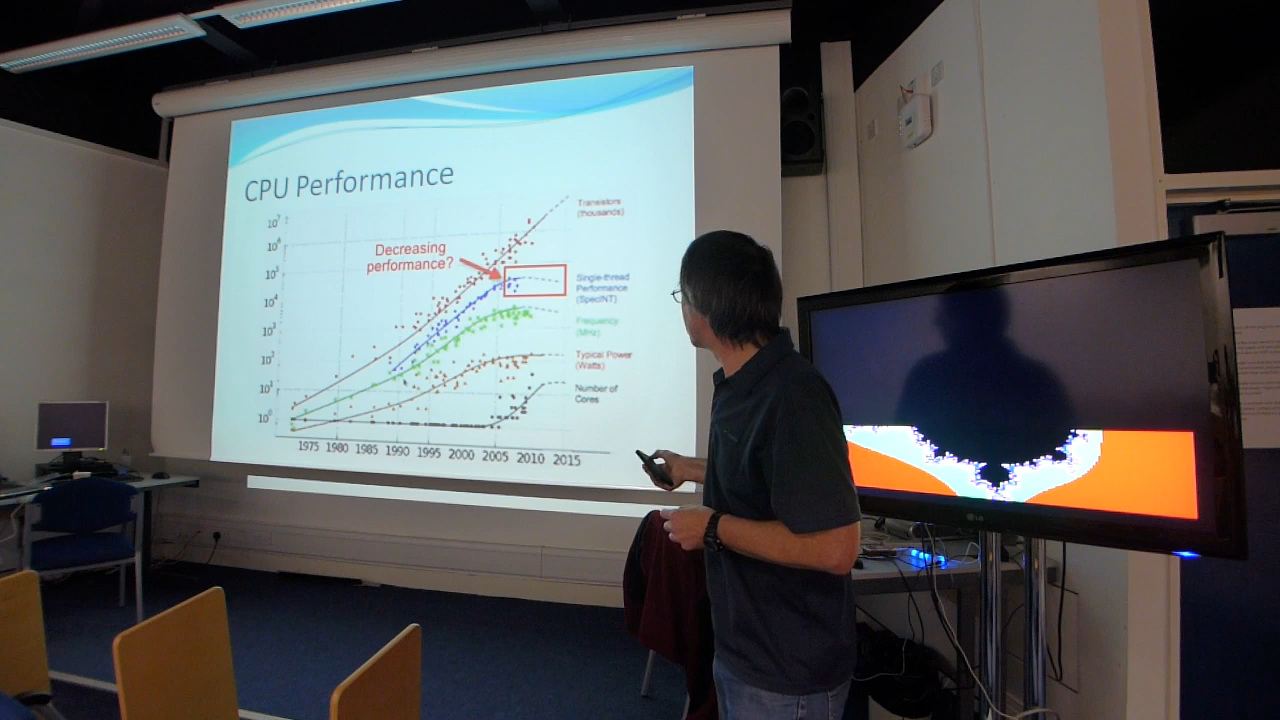 CPU Performance
Transistors
(thousands)
Decreasing
performance?
Single-thread
Performance
(SpecINT)
Frequency
(MHz)
Typical Power
(Watts)
Number of
Cores
10⁷
10⁶
10⁵
10⁴
10³
10²
10¹
10⁰
1975 1980 1985 1990 1995 2000 2005 2010 2015
LG